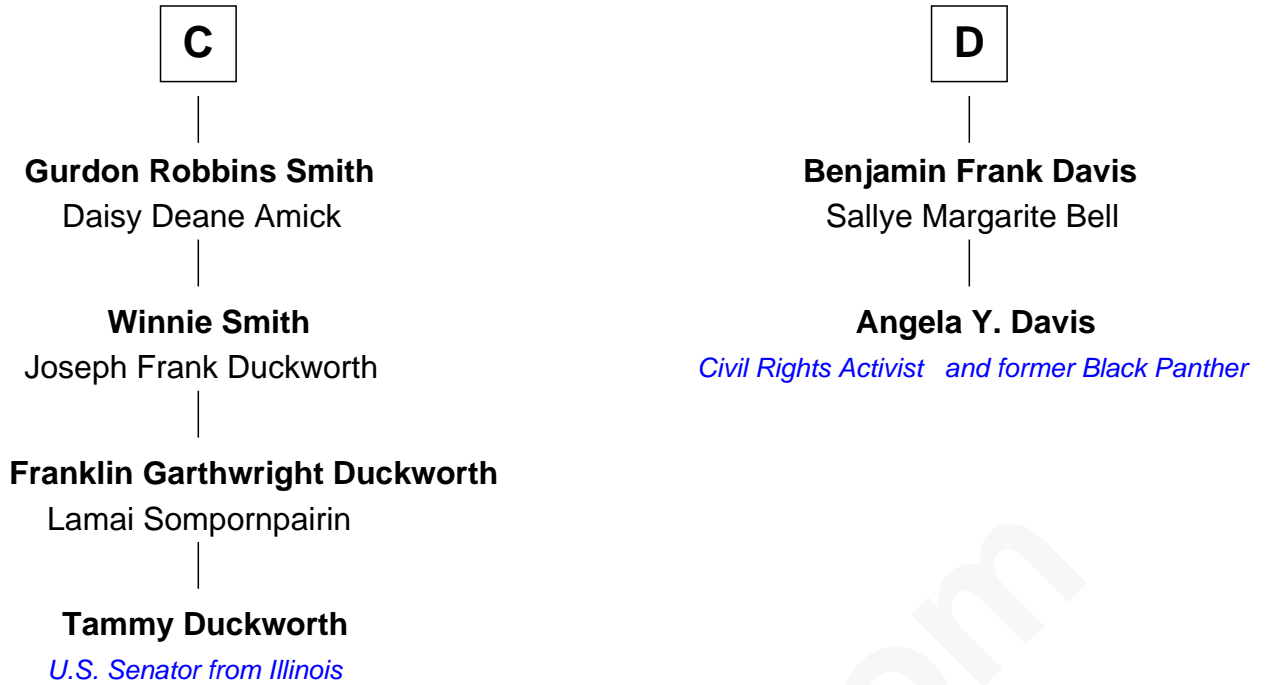 C
Gurdon Robbins Smith
Daisy Deane Amick
Winnie Smith
Joseph Frank Duckworth
Franklin Garthwright Duckworth
Lamai Sompornpairin
Tammy Duckworth
U.S. Senator from Illinois
D
Benjamin Frank Davis
Sallye Margarite Bell
Angela Y. Davis
Civil Rights Activist and former Black Panther
om